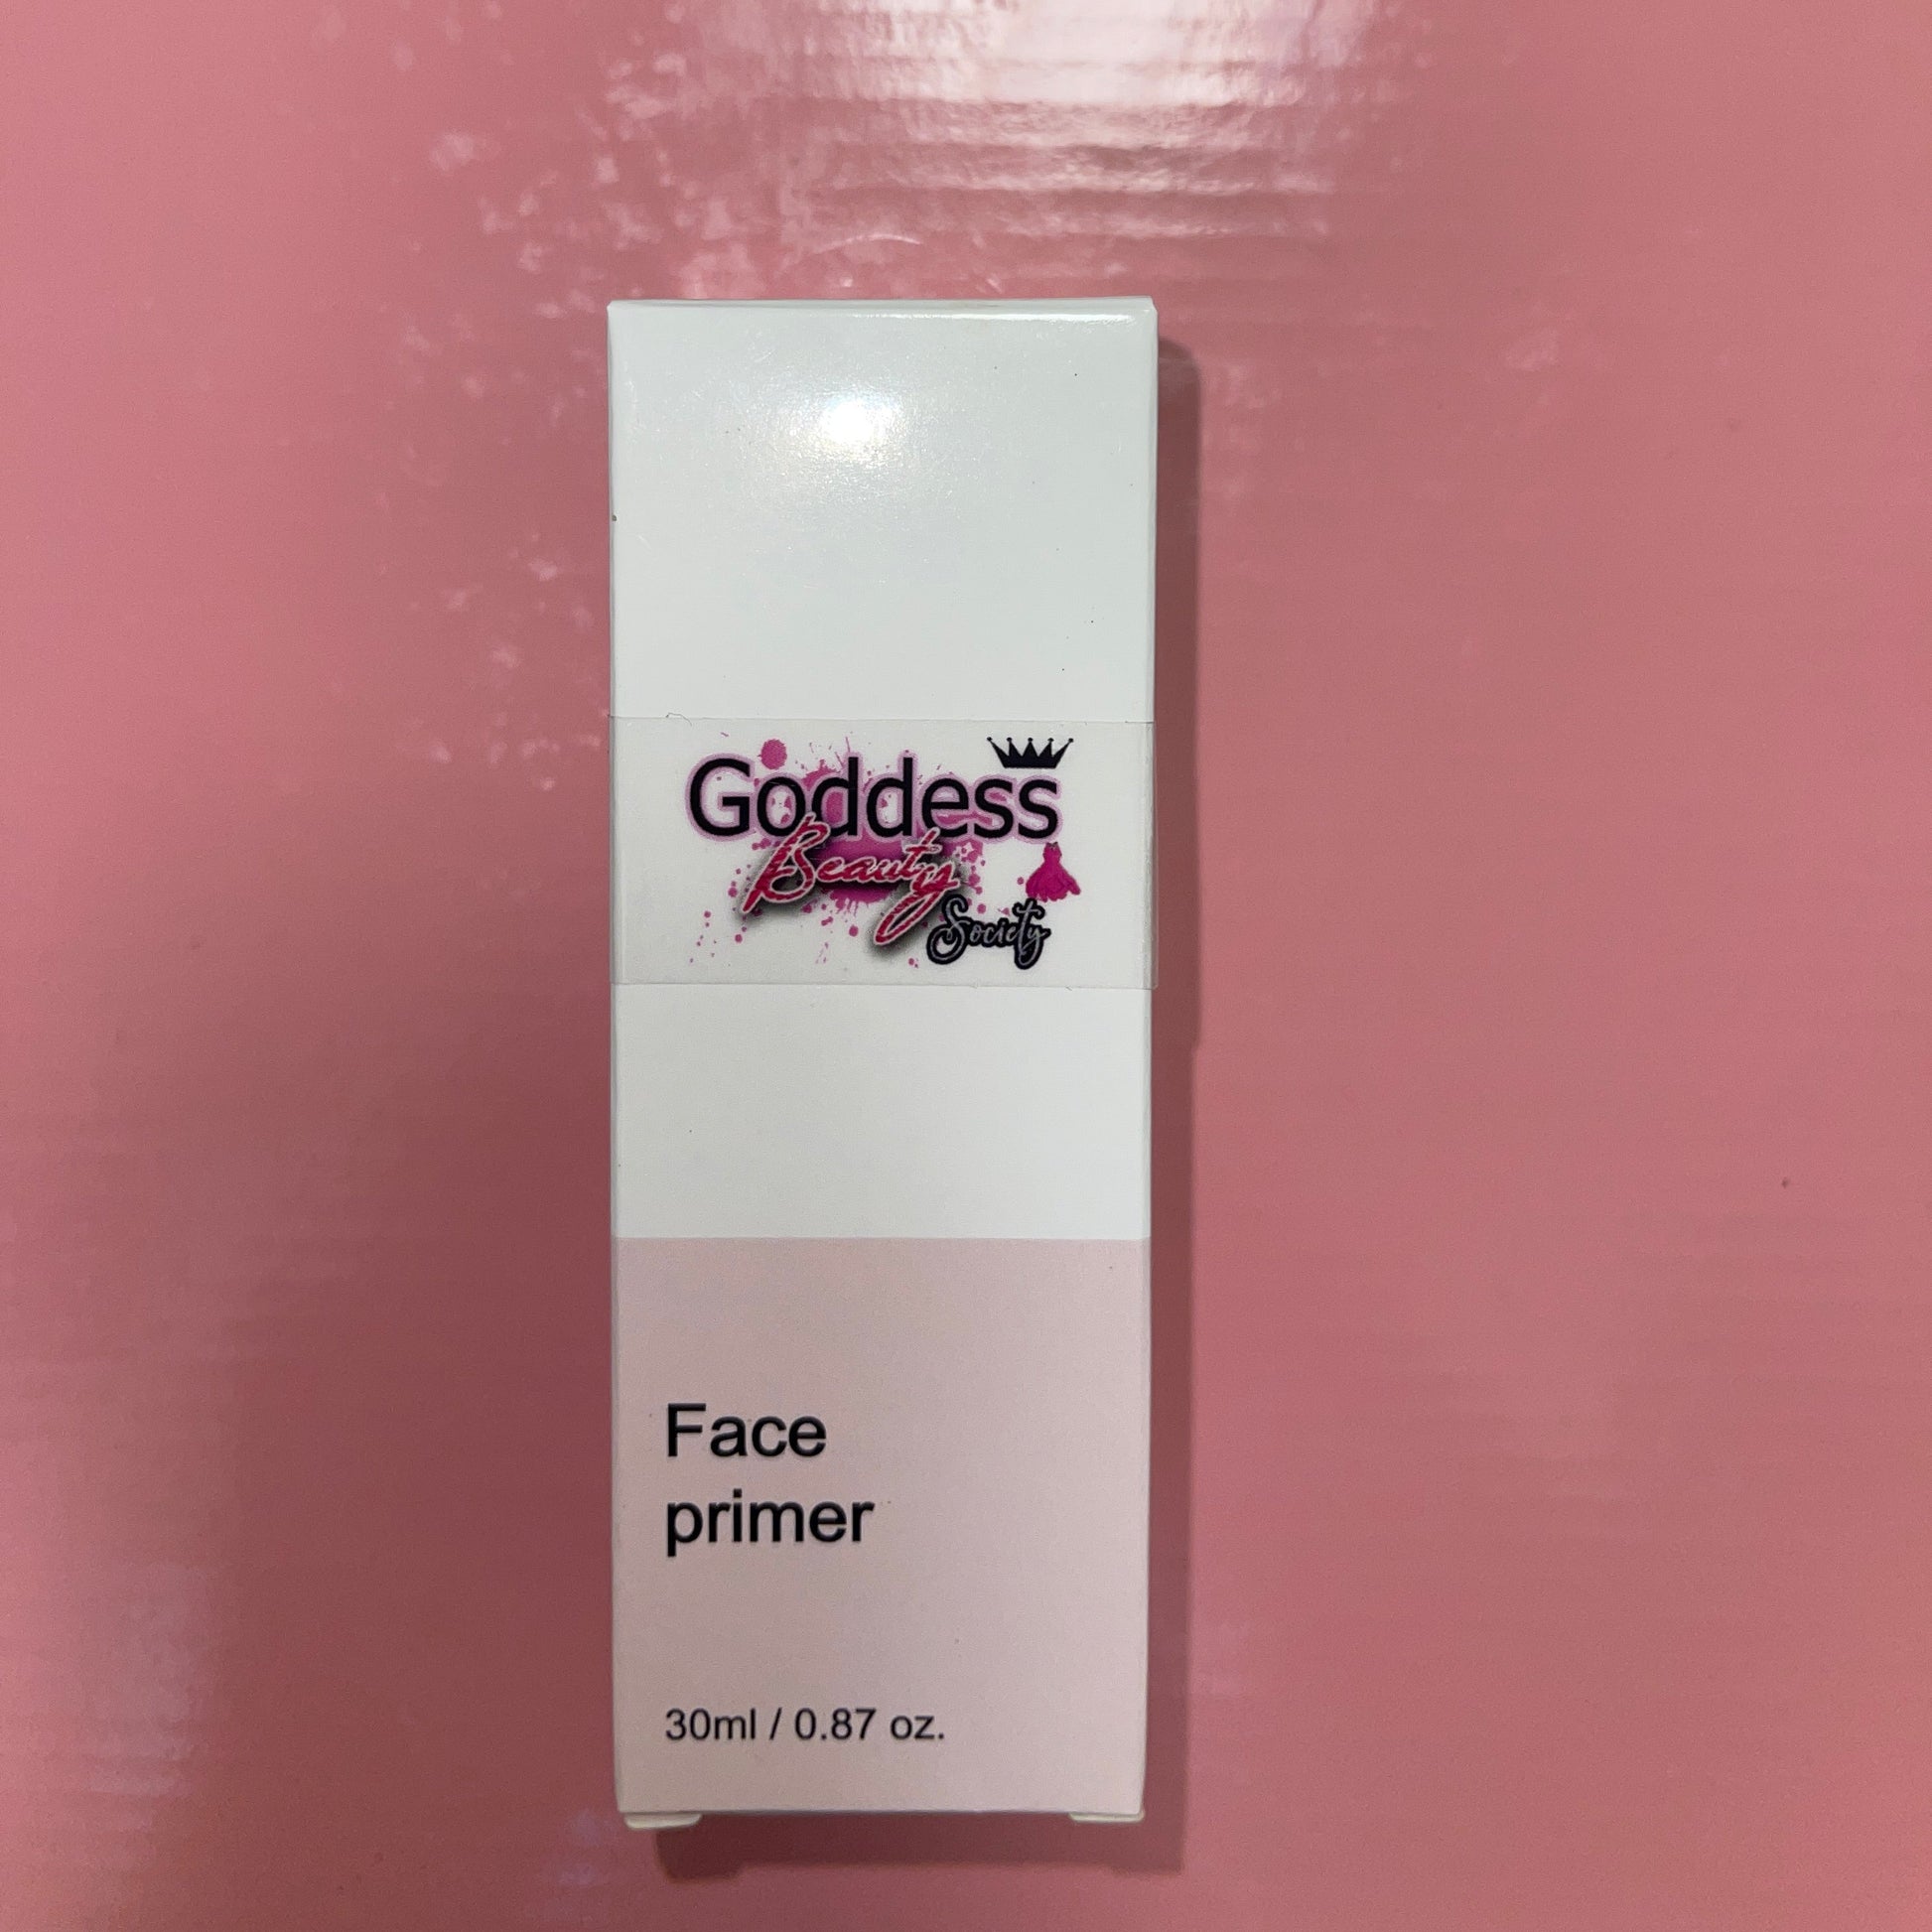 Goddess
Beauty
Society
Face
primer
30ml / 0.87 oz.